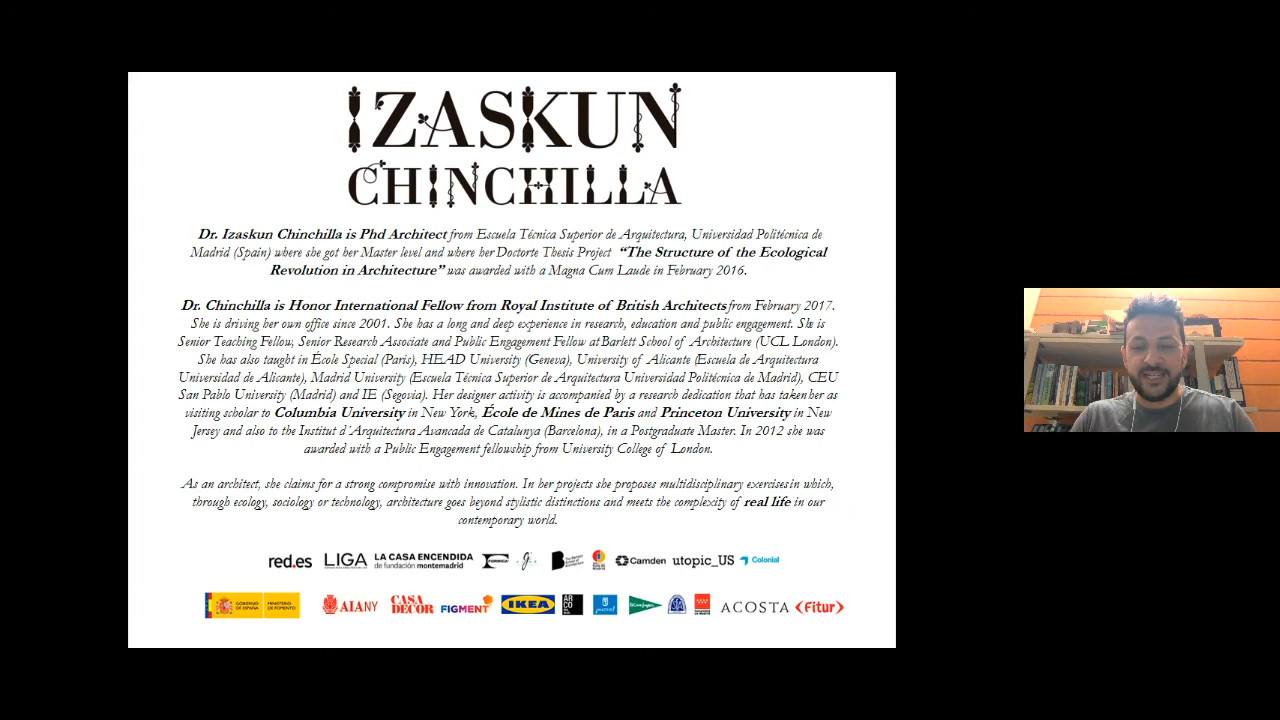 IZASKUN
CHINCHILLA
Dr. Izaskun Chinchilla is Phd Architect from Escuela Técnica Superior de Arquitectura, Universidad Politécnica de
Madrid (Spain) where she got her Master level and where her Doctorte Thesis Project “The Structure of the Ecological
Revolution in Architecture” was awarded with a Magna Cum Laude in February 2016.
Dr. Chinchilla is Honor International Fellow from Royal Institute of British Architects from February 2017.
She is driving her own office since 2001. She has a long and deep experience in research, education and public engagement. She is
Senior Teaching Fellow, Senior Research Associate and Public Engagement Fellow at Barlett School of Architecture (UCL London).
She has also taught in École Special (Paris), HEAD University (Geneva), University of Alicante (Escuela de Arquitectura
Universidad de Alicante), Madrid University (Escuela Técnica Superior de Arquitectura Universidad Politécnica de Madrid), CEU
San Pablo University (Madrid) and IE (Segovia). Her designer activity is accompanied by a research dedication that has taken her as
visiting scholar to Columbia University in New York, École de Mines de Paris and Princeton University in New
Jersey and also to the Institut d´Arquitectura Avancada de Catalunya (Barcelona), in a Postgraduate Master. In 2012 she was
awarded with a Public Engagement fellowship from University College of London.
As an architect, she claims for a strong compromise with innovation. In her projects she proposes multidisciplinary exercises in which,
through ecology, sociology or technology, architecture goes beyond stylistic distinctions and meets the complexity of real life in our
contemporary world.
red.es LIGA LA CASA ENCENDIDA FORMICA Camden utopic_US Colonial
de fundación montemadrid
GOBIERNO DE ESPAÑA MINISTERIO DE FOMENTO AIANY CASA DECOR FIGMENT IKEA ARCO ACOSTA Fitur